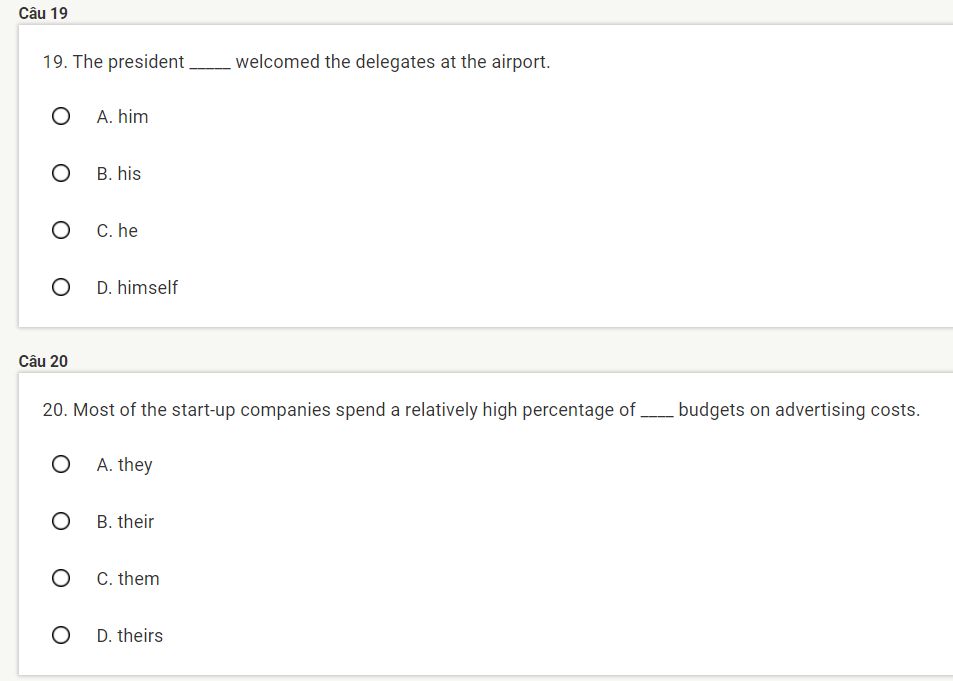 Câu 19
19. The president _____ welcomed the delegates at the airport.
A. him
B. his
C. he
D. himself
Câu 20
20. Most of the start-up companies spend a relatively high percentage of ____ budgets on advertising costs.
A. they
B. their
C. them
D. theirs